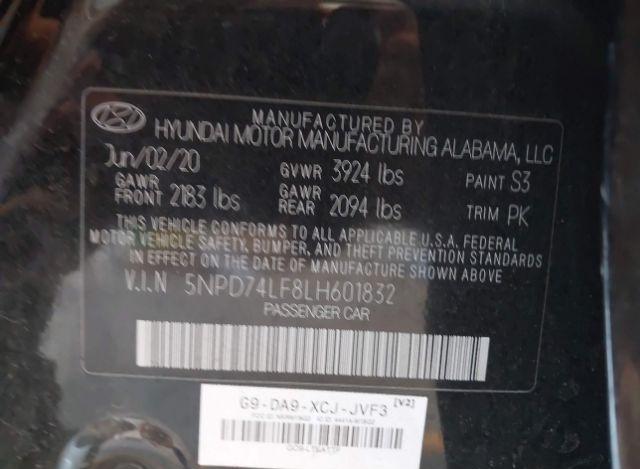 MANUFACTURED BY
HYUNDAI MOTOR MANUFACTURING ALABAMA, LLC
Jun/02/20 GVWR 3924 lbs PAINT S3
GAWR FRONT 2183 lbs GAWR REAR 2094 lbs TRIM PK
THIS VEHICLE CONFORMS TO ALL APPLICABLE U.S.A. FEDERAL
MOTOR VEHICLE SAFETY, BUMPER, AND THEFT PREVENTION STANDARDS
IN EFFECT ON THE DATE OF MANUFACTURE SHOWN ABOVE
V.I.N 5NPD74LF8LH601832
PASSENGER CAR
G9-DA9-XCJ-JVF3 [V2]